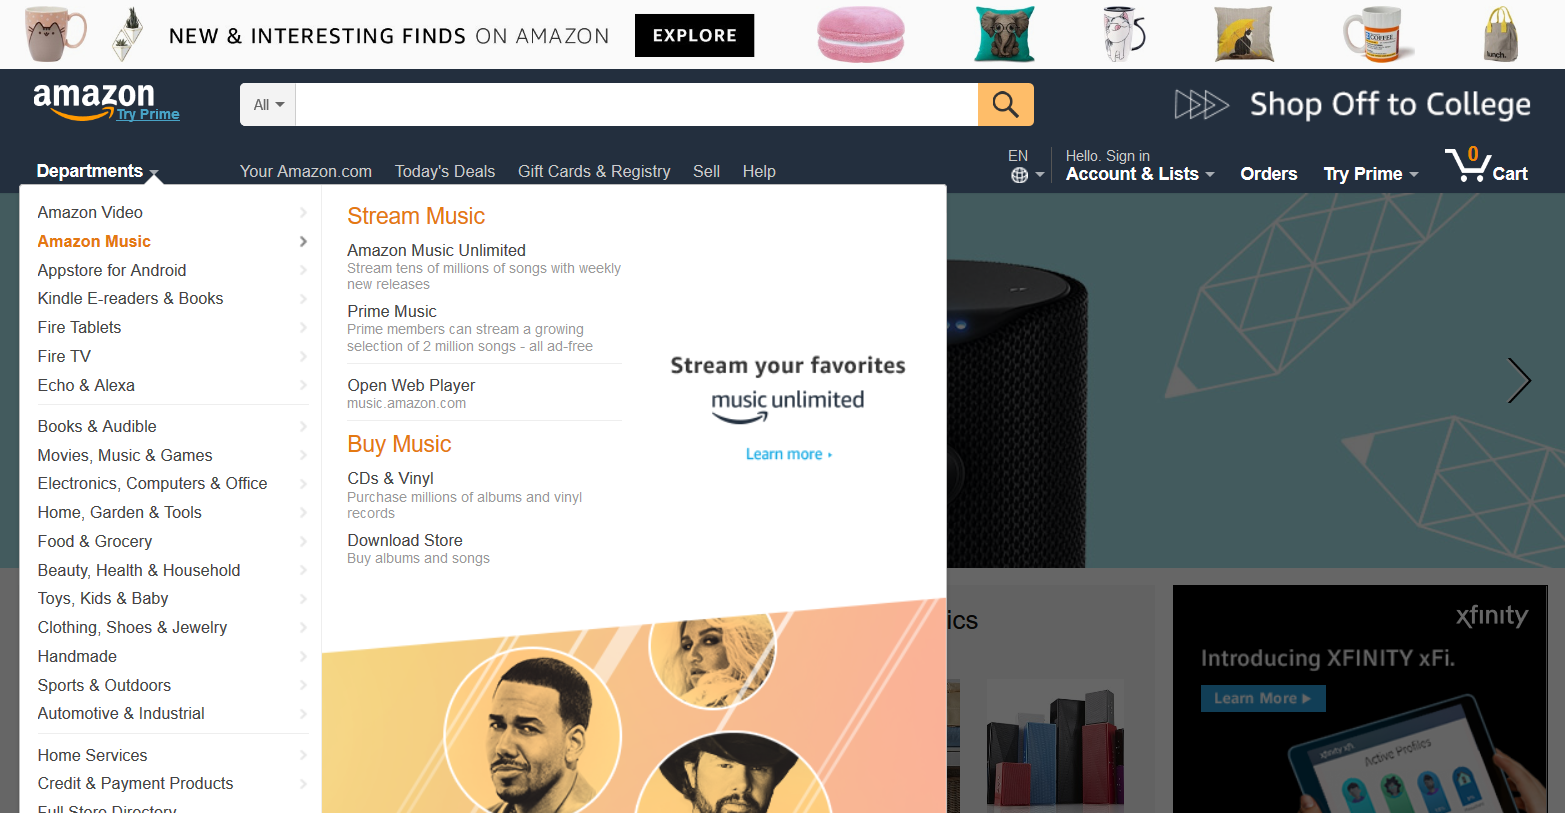 NEW & INTERESTING FINDS ON AMAZON
EXPLORE
COFFEE
lunch.
amazon
Try Prime
All
Shop Off to College
Departments
Your Amazon.com
Today's Deals
Gift Cards & Registry
Sell
Help
EN
Hello. Sign in
Account & Lists
Orders
Try Prime
0
Cart
Amazon Video
Amazon Music
Appstore for Android
Kindle E-readers & Books
Fire Tablets
Fire TV
Echo & Alexa
Books & Audible
Movies, Music & Games
Electronics, Computers & Office
Home, Garden & Tools
Food & Grocery
Beauty, Health & Household
Toys, Kids & Baby
Clothing, Shoes & Jewelry
Handmade
Sports & Outdoors
Automotive & Industrial
Home Services
Credit & Payment Products
Full Store Directory
Stream Music
Amazon Music Unlimited
Stream tens of millions of songs with weekly
new releases
Prime Music
Prime members can stream a growing
selection of 2 million songs - all ad-free
Open Web Player
music.amazon.com
Buy Music
CDs & Vinyl
Purchase millions of albums and vinyl
records
Download Store
Buy albums and songs
Stream your favorites
music unlimited
Learn more
ics
xfinity
Introducing XFINITY xFi.
Learn More
xfinity xfi
Active Profiles